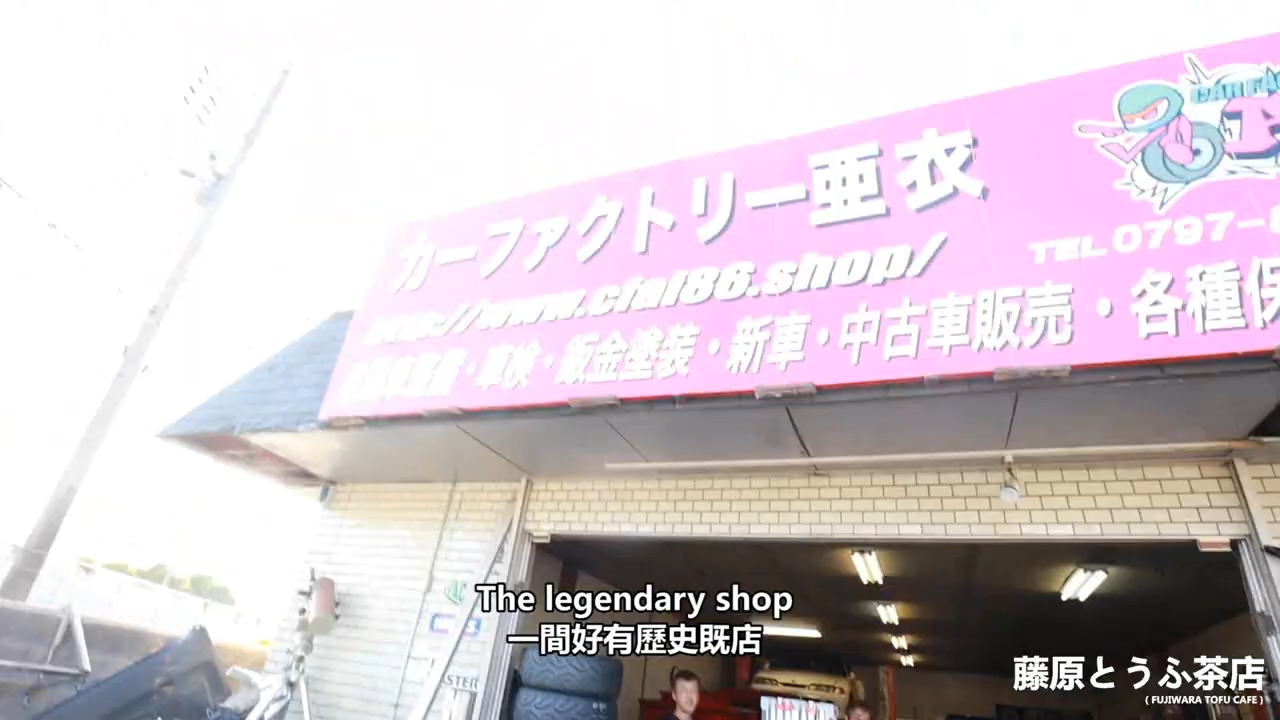 カーファクトリー亜衣
www.cfai86.shop/
・車検・鈑金塗装・新車・中古車販売・各種保
CAR FA
TEL 0797-
The legendary shop
一間好有歷史既店
藤原とうふ茶店
( FUJIWARA TOFU CAFE )